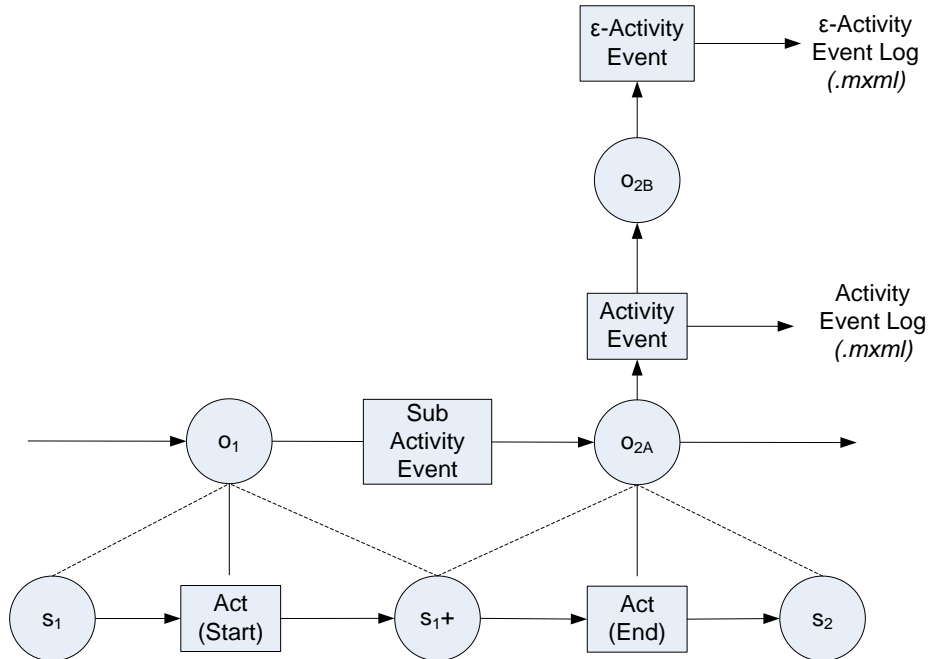 ε-Activity
Event
ε-Activity
Event Log
(.mxml)
o2B
Activity
Event
Activity
Event Log
(.mxml)
o1
Sub
Activity
Event
o2A
s1
Act
(Start)
s1+
Act
(End)
s2